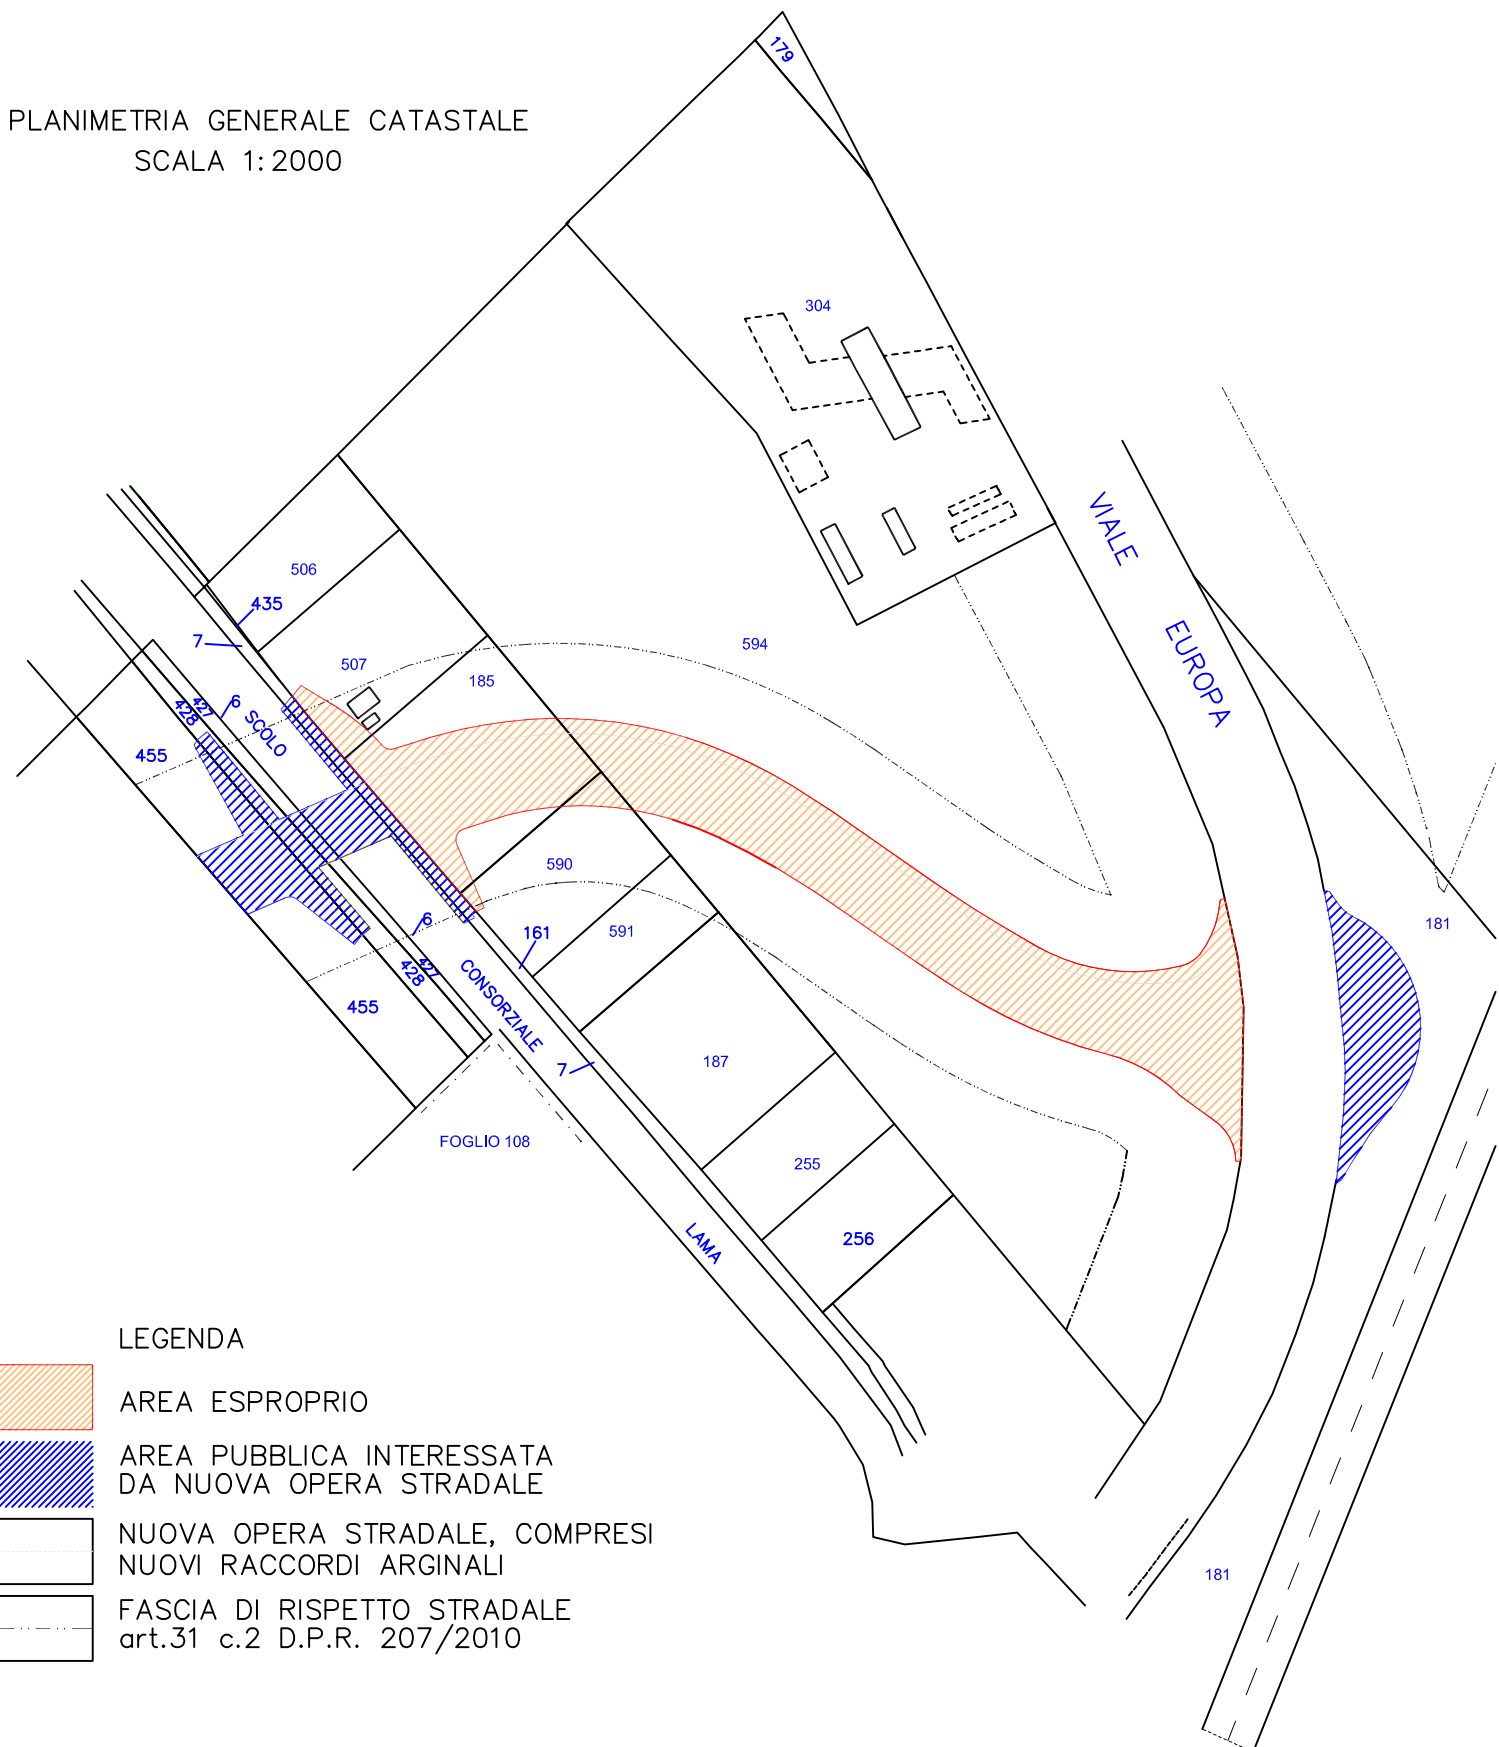 PLANIMETRIA GENERALE CATASTALE
SCALA 1:2000
179
304
VIALE
EUROPA
506
435
7
507
185
594
6
427
428
SCOLO
455
590
591
161
6
427
428
CONSORZIALE
455
7
187
181
FOGLIO 108
255
256
LAMA
181
LEGENDA
AREA ESPROPRIO
AREA PUBBLICA INTERESSATA
DA NUOVA OPERA STRADALE
NUOVA OPERA STRADALE, COMPRESI
NUOVI RACCORDI ARGINALI
FASCIA DI RISPETTO STRADALE
art.31 c.2 D.P.R. 207/2010